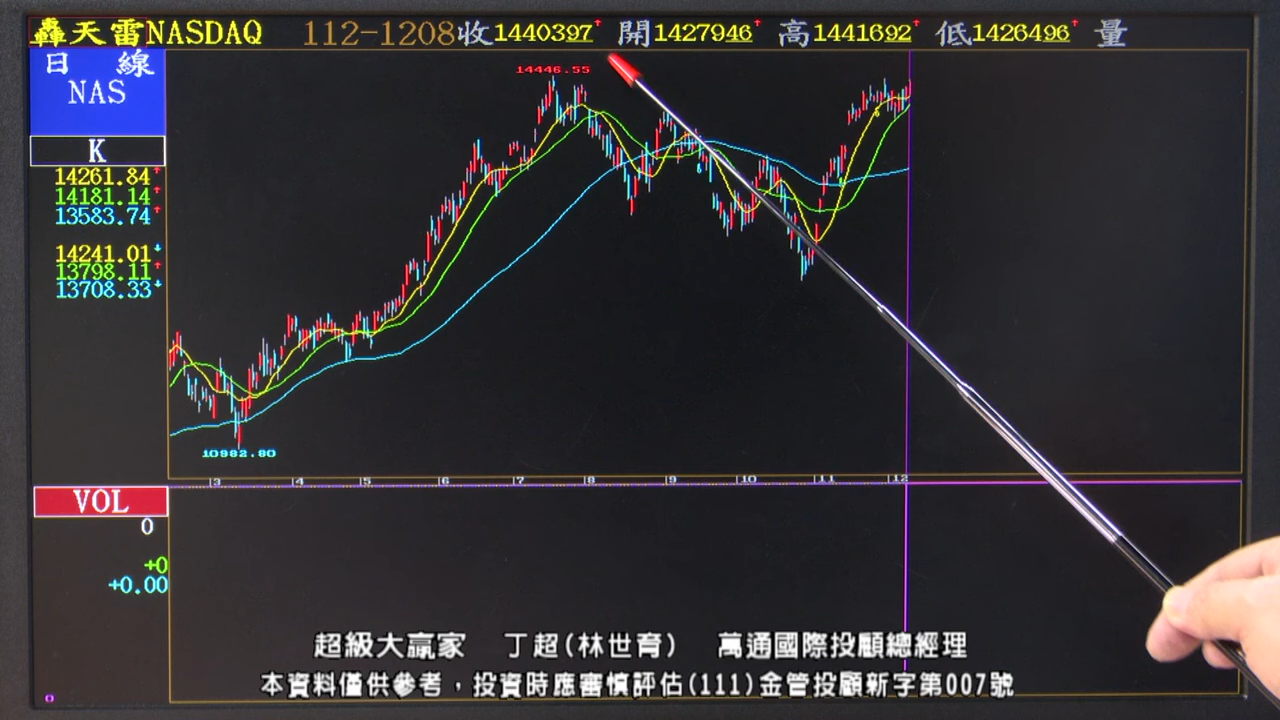 轟天雷NASDAQ 112-1208收1440397↑ 開1427946↑ 高1441692↑ 低1426496↑ 量
日 線
NAS
K
14261.84↑
14181.14↑
13583.74↑
14241.01↓
13798.11↑
13708.33↓
14446.55
10982.80
3 4 5 6 7 8 9 10 11 12
VOL
0
+0
+0.00
0
超級大贏家 丁超(林世育) 萬通國際投顧總經理
本資料僅供參考，投資時應審慎評估(111)金管投顧新字第007號